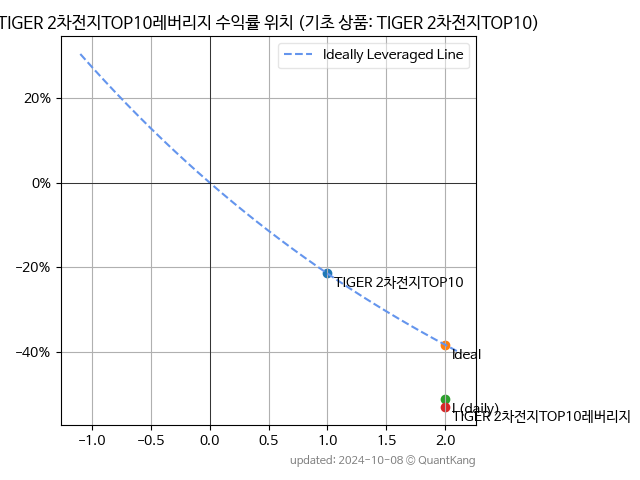 TIGER 2차전지TOP10레버리지 수익률 위치 (기초 상품: TIGER 2차전지TOP10)
Ideally Leveraged Line
20%
0%
−20%
−40%
TIGER 2차전지TOP10
Ideal
L(daily)
TIGER 2차전지TOP10레버리지
−1.0 −0.5 0.0 0.5 1.0 1.5 2.0
updated: 2024-10-08 © QuantKang